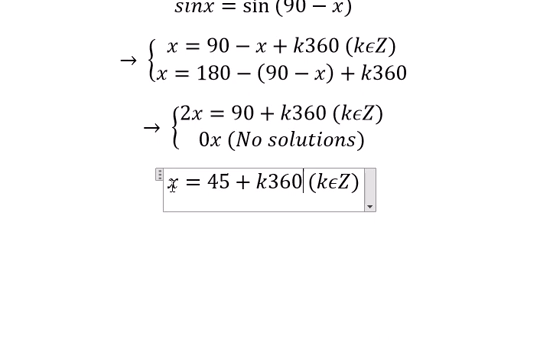 sinx = sin (90 − x)
→ { x = 90 − x + k360 (kϵZ)
x = 180 − (90 − x) + k360
→ { 2x = 90 + k360 (kϵZ)
0x (No solutions)
x = 45 + k360 (kϵZ)